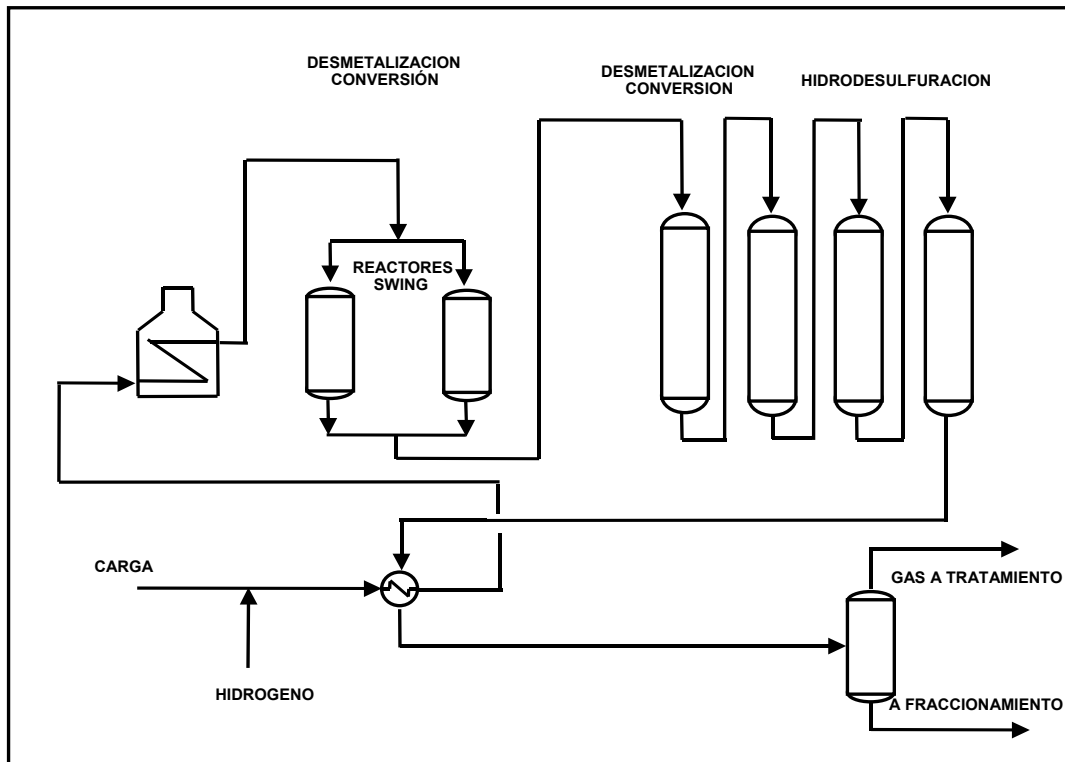 DESMETALIZACION
CONVERSIÓN
DESMETALIZACION
CONVERSION
HIDRODESULFURACION
REACTORES
SWING
CARGA
HIDROGENO
GAS A TRATAMIENTO
A FRACCIONAMIENTO